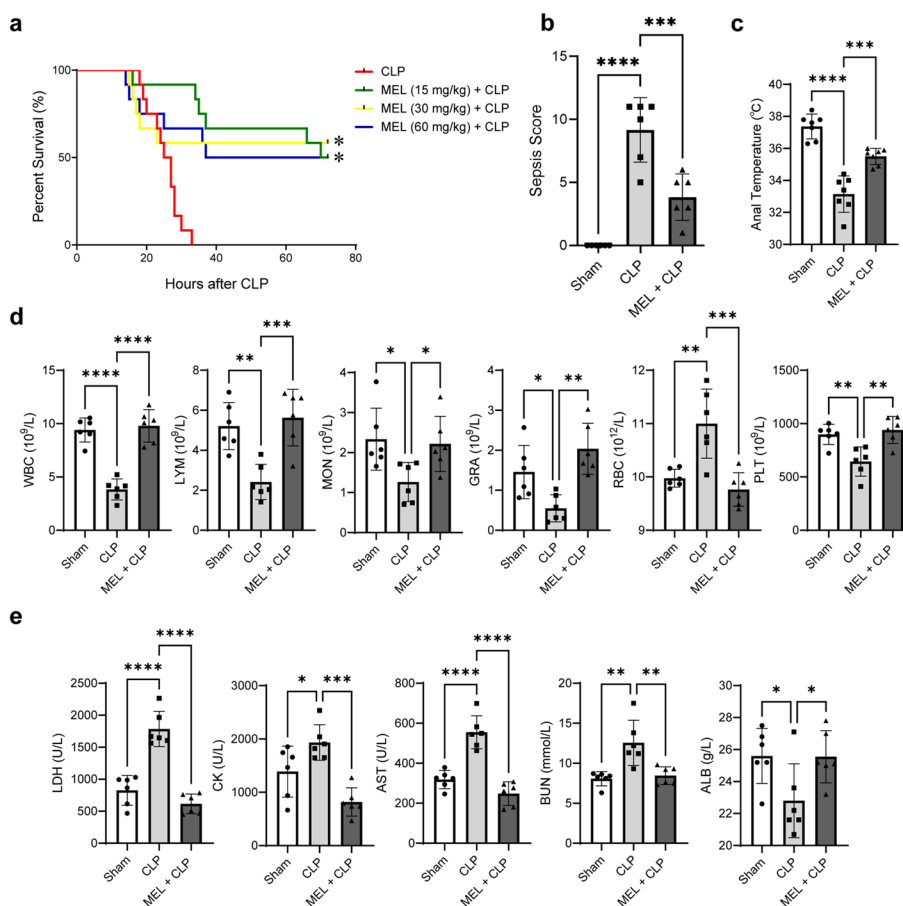 a
Percent Survival (%)
100
50
0
0 20 40 60 80
Hours after CLP
CLP
MEL (15 mg/kg) + CLP
MEL (30 mg/kg) + CLP
MEL (60 mg/kg) + CLP
*
*
b
Sepsis Score
15
10
5
0
**** ***
Sham CLP MEL + CLP
c
Anal Temperature (℃)
40
38
36
34
32
30
**** ***
Sham CLP MEL + CLP
d
WBC (10⁹/L)
15
10
5
0
**** ****
Sham CLP MEL + CLP
LYM (10⁹/L)
8
6
4
2
0
** ***
Sham CLP MEL + CLP
MON (10⁹/L)
4
3
2
1
0
* *
Sham CLP MEL + CLP
GRA (10⁹/L)
4
3
2
1
0
* **
Sham CLP MEL + CLP
RBC (10¹²/L)
12
11
10
9
** ***
Sham CLP MEL + CLP
PLT (10⁹/L)
1500
1000
500
0
** **
Sham CLP MEL + CLP
e
LDH (U/L)
2500
2000
1500
1000
500
0
**** ****
Sham CLP MEL + CLP
CK (U/L)
3000
2000
1000
0
* ***
Sham CLP MEL + CLP
AST (U/L)
800
600
400
200
0
**** ****
Sham CLP MEL + CLP
BUN (mmol/L)
20
15
10
5
0
** **
Sham CLP MEL + CLP
ALB (g/L)
30
28
26
24
22
21
* *
Sham CLP MEL + CLP